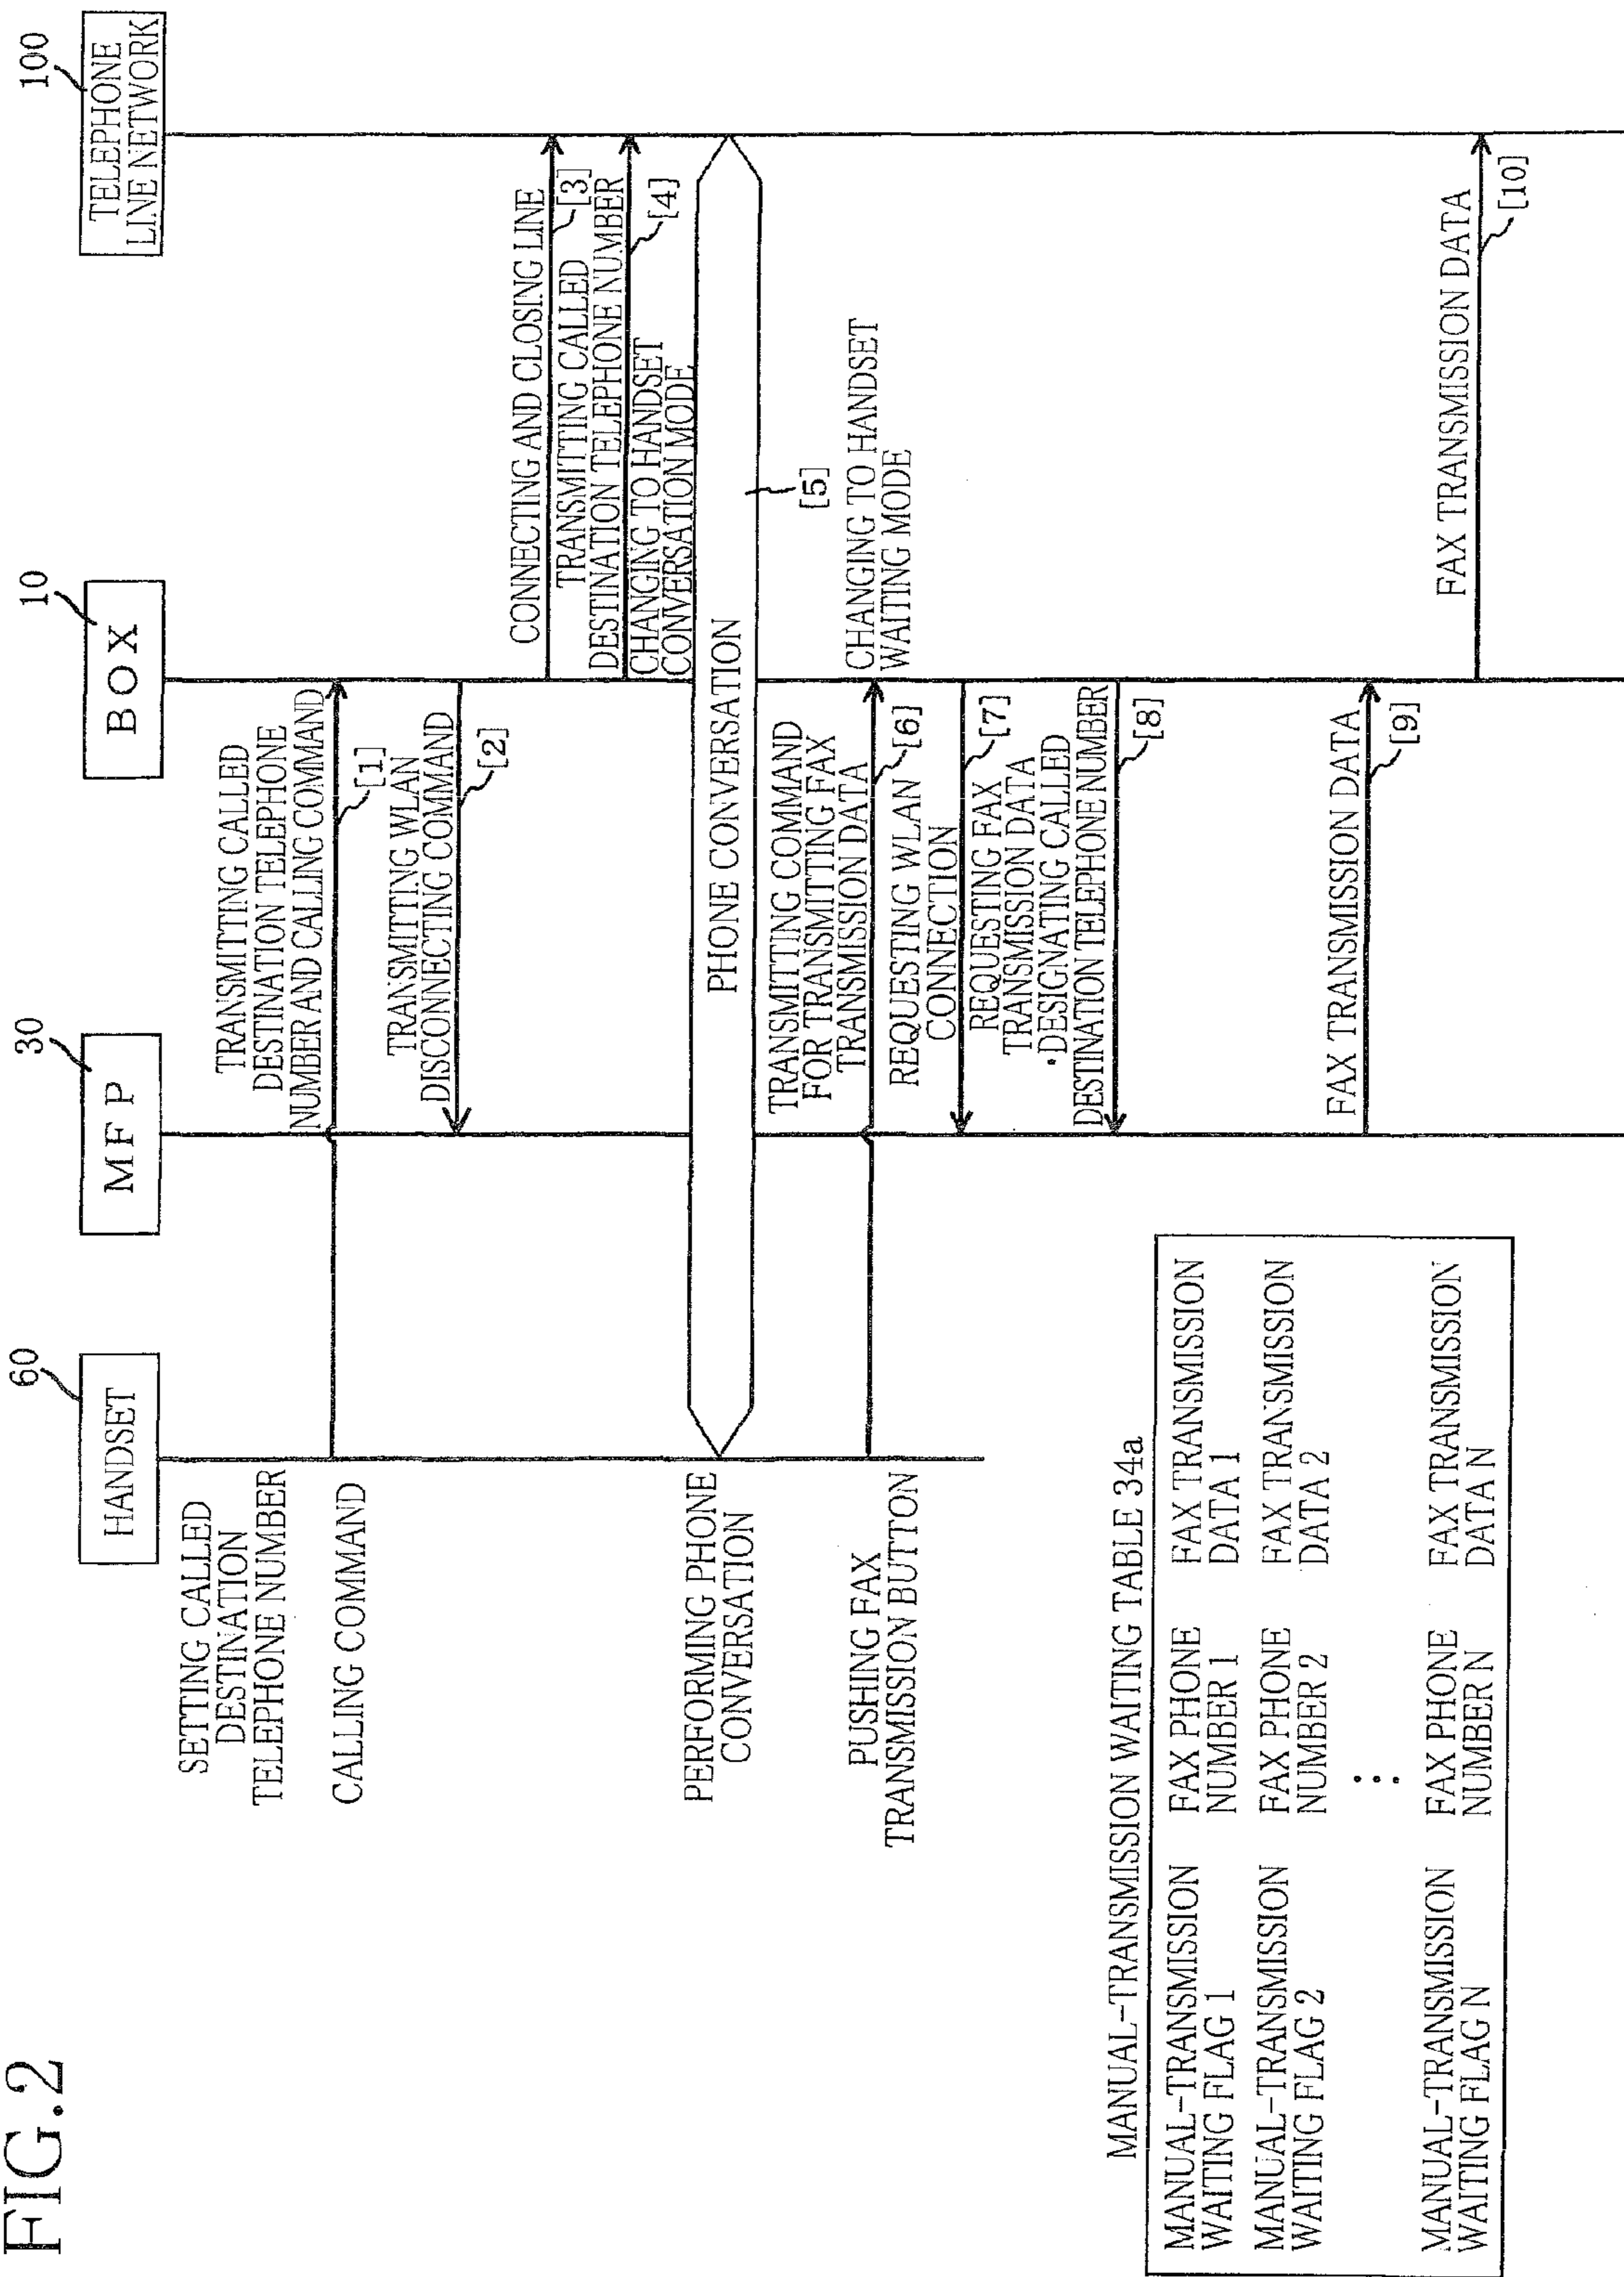 FIG.2
60
HANDSET
30
MFP
10
BOX
100
TELEPHONE
LINE NETWORK
SETTING CALLED
DESTINATION
TELEPHONE NUMBER
CALLING COMMAND
TRANSMITTING CALLED
DESTINATION TELEPHONE
NUMBER AND CALLING COMMAND
[1]
TRANSMITTING WLAN
DISCONNECTING COMMAND
[2]
CONNECTING AND CLOSING LINE
[3]
TRANSMITTING CALLED
DESTINATION TELEPHONE NUMBER
[4]
CHANGING TO HANDSET
CONVERSATION MODE
PERFORMING PHONE
CONVERSATION
PHONE CONVERSATION
[5]
PUSHING FAX
TRANSMISSION BUTTON
TRANSMITTING COMMAND
FOR TRANSMITTING FAX
TRANSMISSION DATA
[6]
CHANGING TO HANDSET
WAITING MODE
REQUESTING WLAN
CONNECTION
[7]
REQUESTING FAX
TRANSMISSION DATA
•DESIGNATING CALLED
DESTINATION TELEPHONE NUMBER
[8]
FAX TRANSMISSION DATA
[9]
FAX TRANSMISSION DATA
[10]
MANUAL-TRANSMISSION WAITING TABLE 34a
MANUAL-TRANSMISSION FAX PHONE FAX TRANSMISSION
WAITING FLAG 1 NUMBER 1 DATA 1
MANUAL-TRANSMISSION FAX PHONE FAX TRANSMISSION
WAITING FLAG 2 NUMBER 2 DATA 2
⋮
MANUAL-TRANSMISSION FAX PHONE FAX TRANSMISSION
WAITING FLAG N NUMBER N DATA N